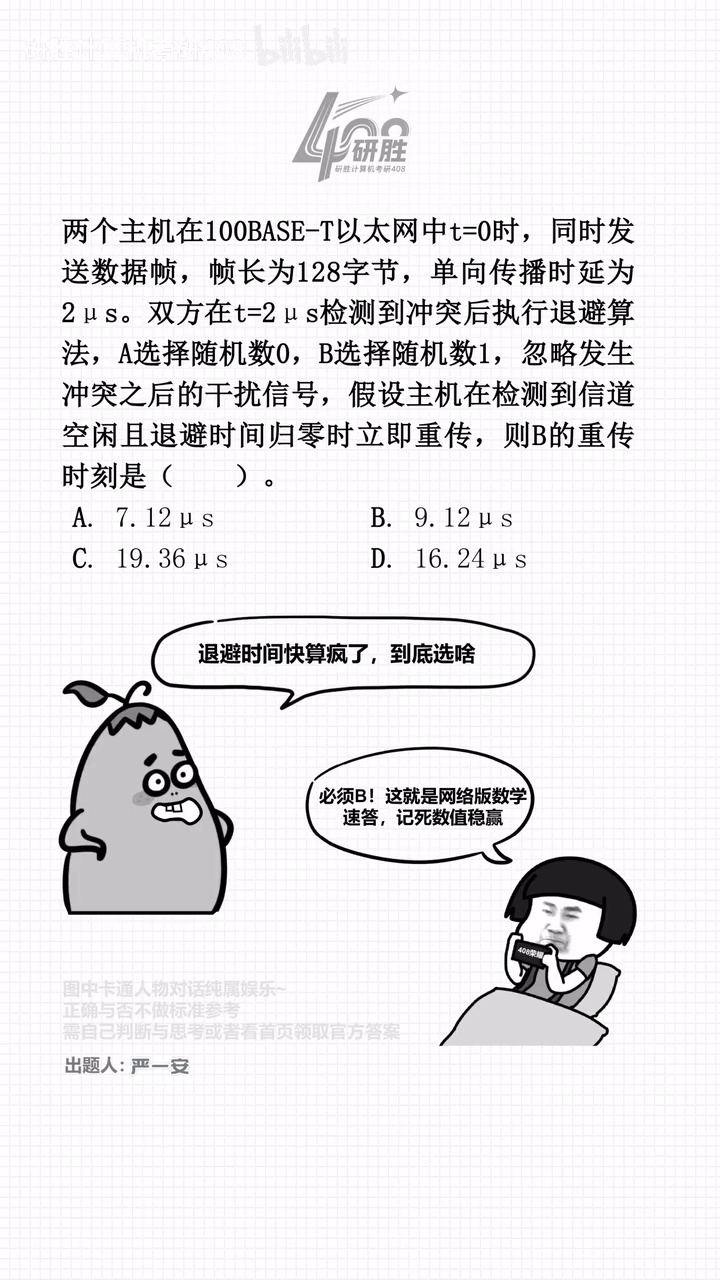 bilibili
408
研胜
研胜计算机考研408
两个主机在100BASE-T以太网中t=0时，同时发
送数据帧，帧长为128字节，单向传播时延为
2μs。双方在t=2μs检测到冲突后执行退避算
法，A选择随机数0，B选择随机数1，忽略发生
冲突之后的干扰信号，假设主机在检测到信道
空闲且退避时间归零时立即重传，则B的重传
时刻是（　　）。
A. 7.12μs　B. 9.12μs
C. 19.36μs　D. 16.24μs
退避时间快算疯了，到底选啥
必须B！这就是网络版数学
速答，记死数值稳赢
408荣耀
图中卡通人物对话纯属娱乐~
正确与否不做标准参考
需自己判断与思考或者看首页领取官方答案
出题人：严一安